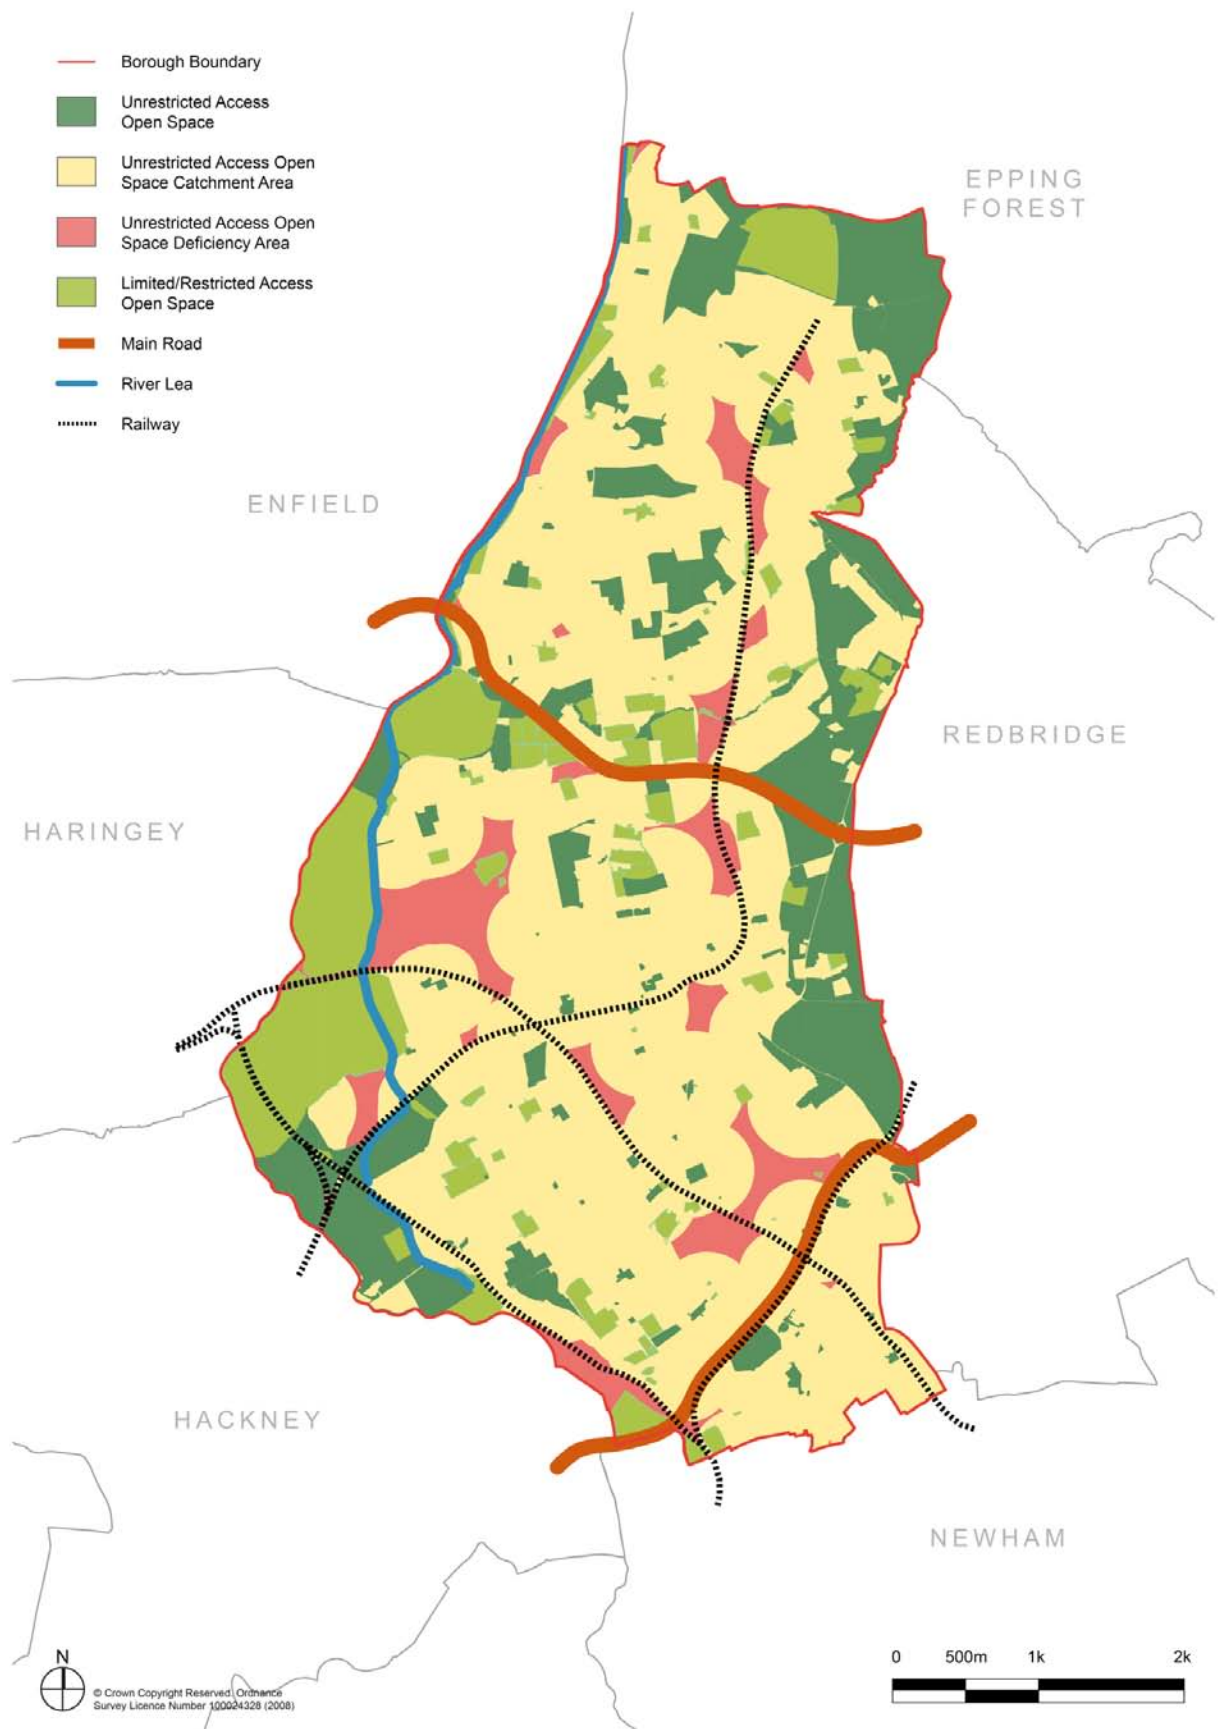 Borough Boundary
Unrestricted Access
Open Space
Unrestricted Access Open
Space Catchment Area
Unrestricted Access Open
Space Deficiency Area
Limited/Restricted Access
Open Space
Main Road
River Lea
Railway
EPPING
FOREST
ENFIELD
REDBRIDGE
HARINGEY
HACKNEY
NEWHAM
N
© Crown Copyright Reserved. Ordnance
Survey Licence Number 100024328 (2008)
0 500m 1k 2k